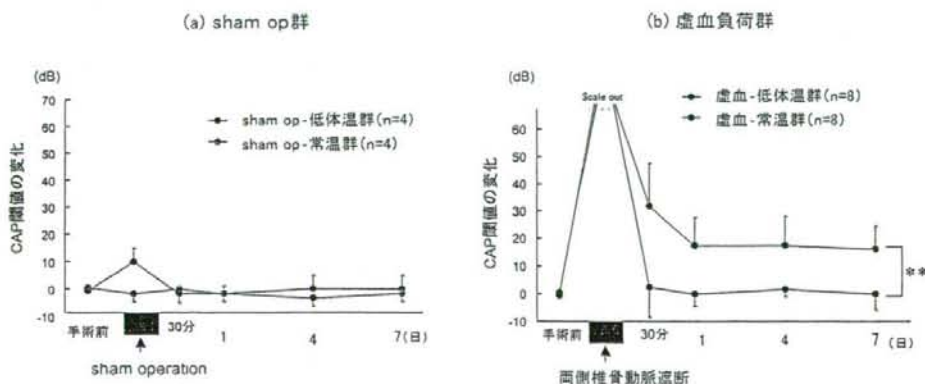 (a) sham op群
(dB)
70
60
50
40
30
20
10
0
-10
CAP閾値の変化
sham op-低体温群(n=4)
sham op-常温群(n=4)
手術前
30分
1
4
7(日)
sham operation
(b) 虚血負荷群
(dB)
60
50
40
30
20
10
0
-10
CAP閾値の変化
Scale out
虚血-低体温群(n=8)
虚血-常温群(n=8)
**
手術前
30分
1
4
7
(日)
両側椎骨動脈遮断